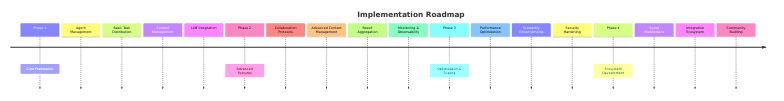 Implementation Roadmap
Phase 1
Agent
Management
Basic Task
Distribution
Context
Management
LLM Integration
Phase 2
Collaboration
Protocols
Advanced Context
Management
Result
Aggregation
Monitoring &
Observability
Phase 3
Performance
Optimization
Scalability
Enhancements
Security
Hardening
Phase 4
Agent
Marketplace
Integration
Ecosystem
Community
Building
Core Framework
Advanced
Features
Optimization &
Scaling
Ecosystem
Development